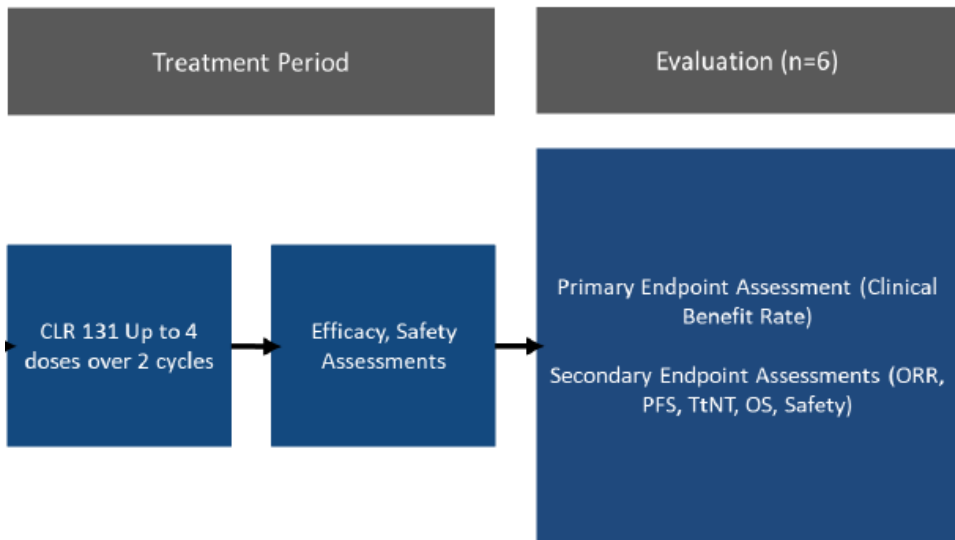 Treatment Period
Evaluation (n=6)
CLR 131 Up to 4
doses over 2 cycles
Efficacy, Safety
Assessments
Primary Endpoint Assessment (Clinical
Benefit Rate)
Secondary Endpoint Assessments (ORR,
PFS, TtNT, OS, Safety)